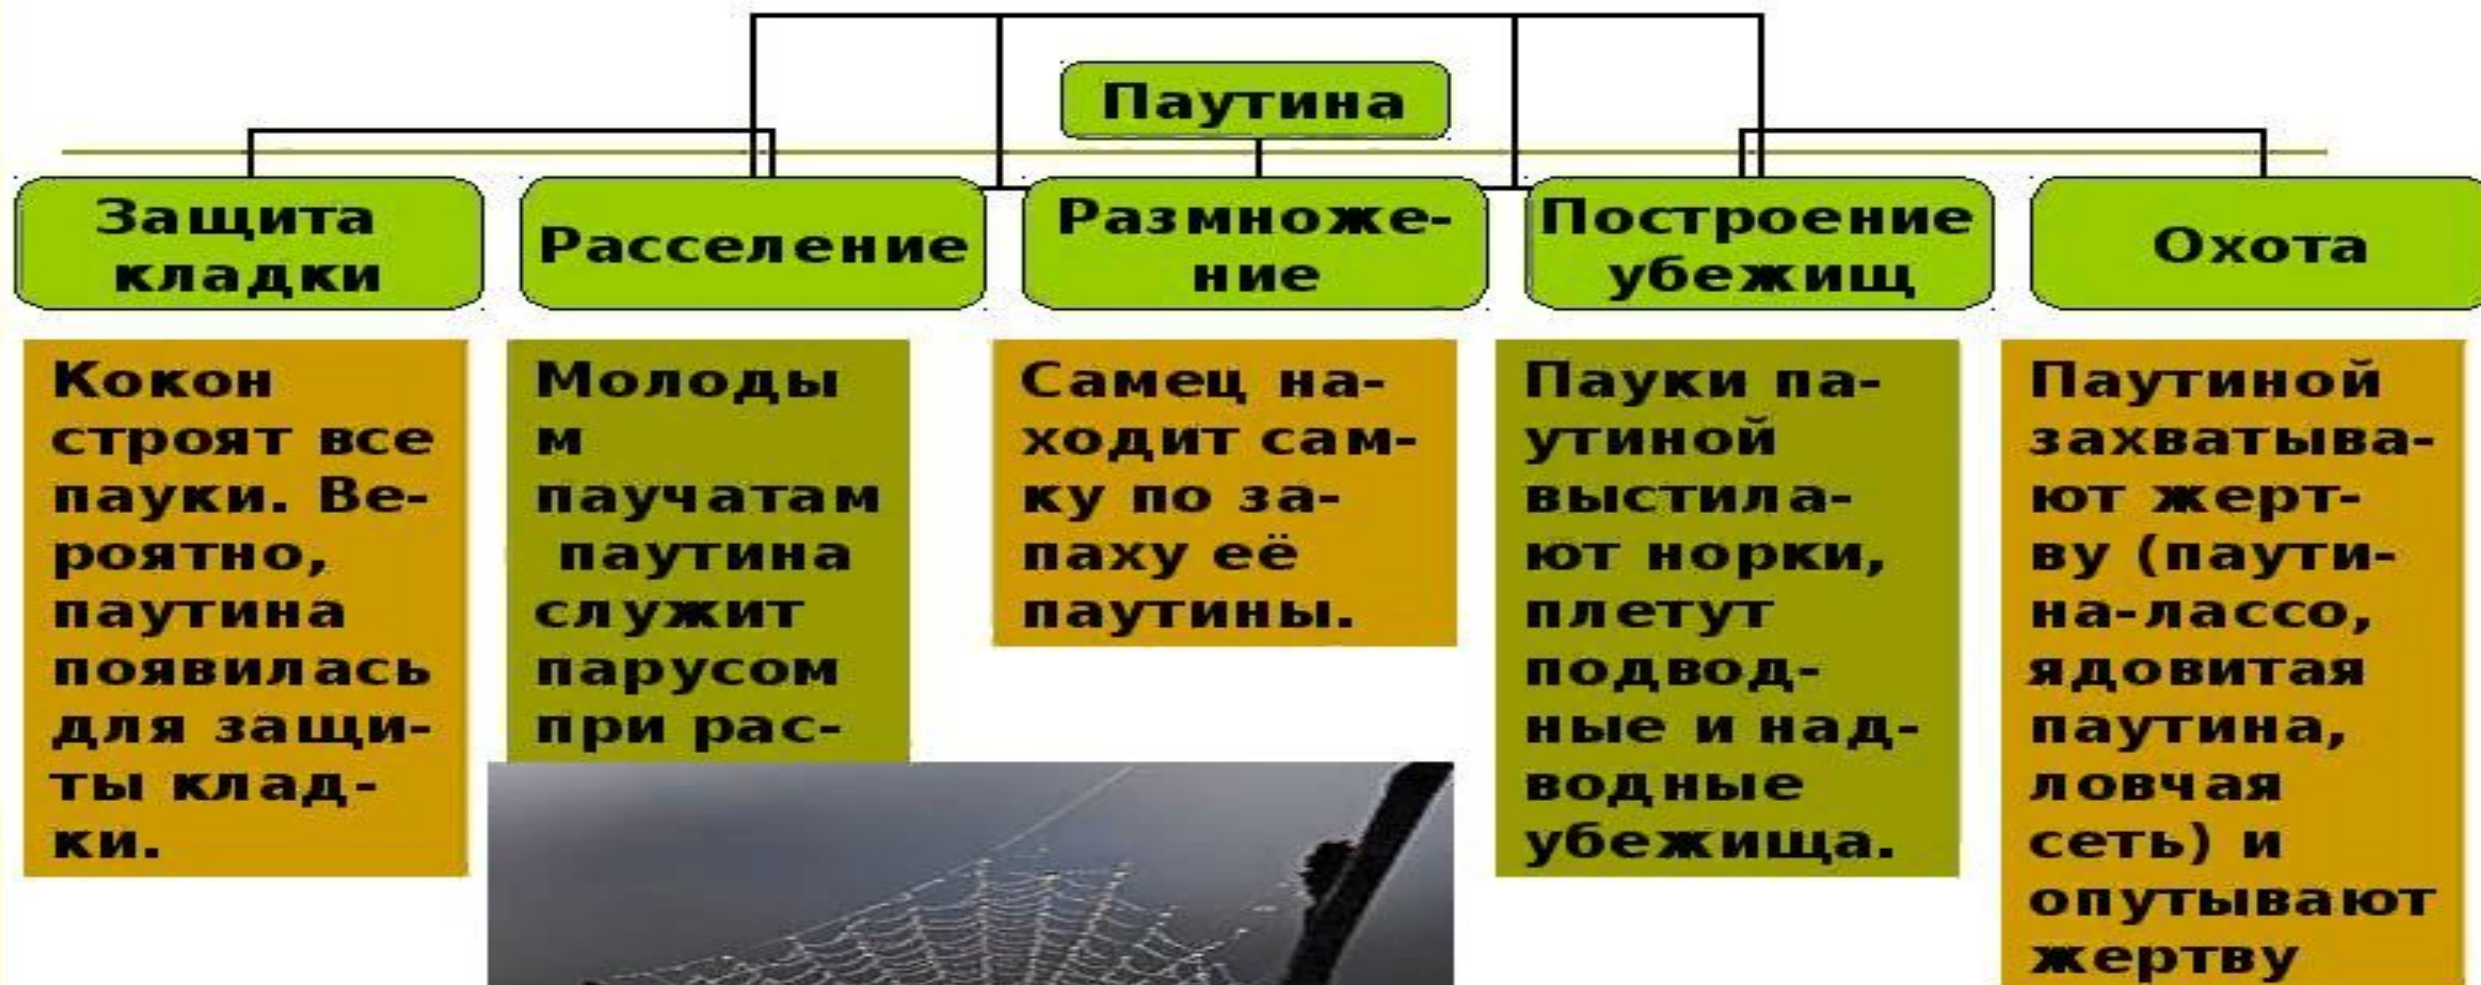 Паутина
Защита
кладки
Расселение
Размноже-
ние
Построение
убежищ
Охота
Кокон
строят все
пауки. Ве-
роятно,
паутина
появилась
для защи-
ты клад-
ки.
Молоды
м
паучатам
паутина
служит
парусом
при рас-
Самец на-
ходит сам-
ку по за-
паху её
паутины.
Пауки па-
утиной
выстила-
ют норки,
плетут
подвод-
ные и над-
водные
убежища.
Паутиной
захватыва-
ют жерт-
ву (паути-
на-лассо,
ядовитая
паутина,
ловчая
сеть) и
опутывают
жертву